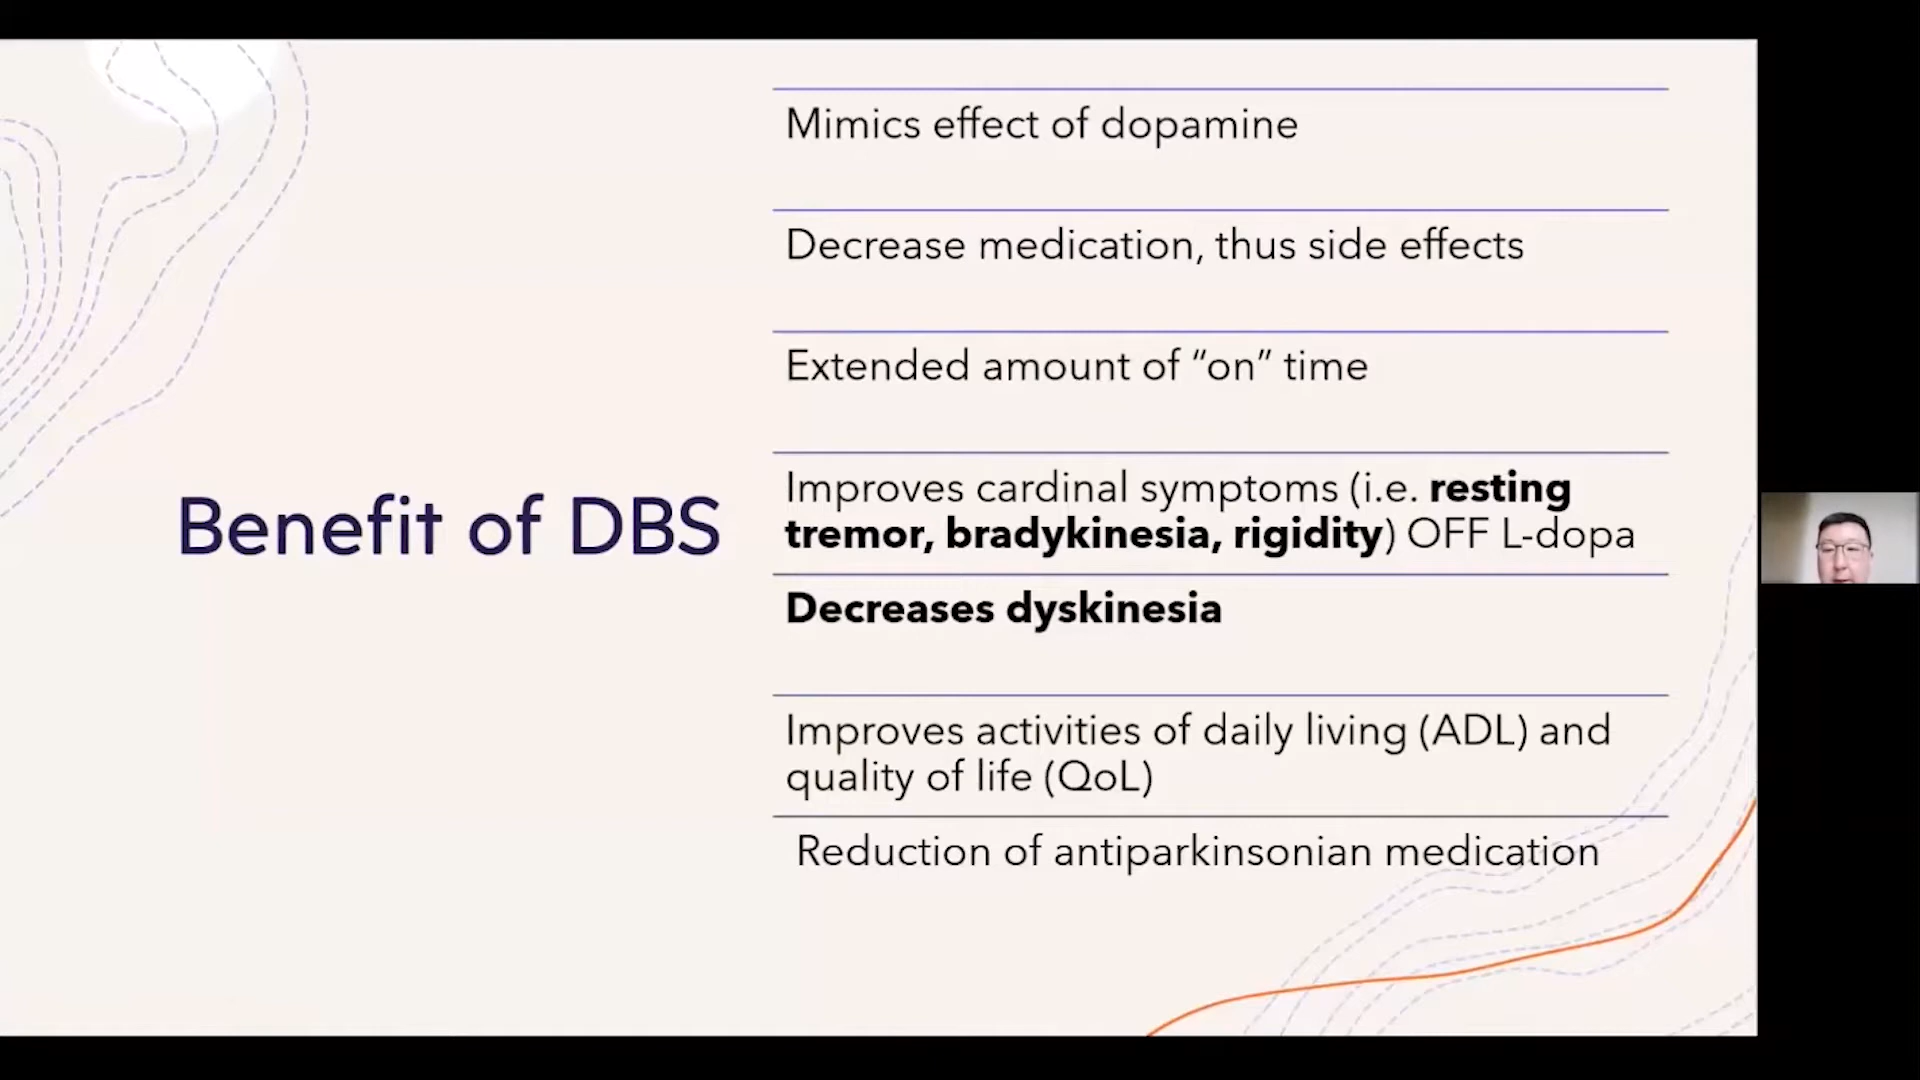 Benefit of DBS
Mimics effect of dopamine
Decrease medication, thus side effects
Extended amount of “on” time
Improves cardinal symptoms (i.e. resting
tremor, bradykinesia, rigidity) OFF L-dopa
Decreases dyskinesia
Improves activities of daily living (ADL) and
quality of life (QoL)
Reduction of antiparkinsonian medication